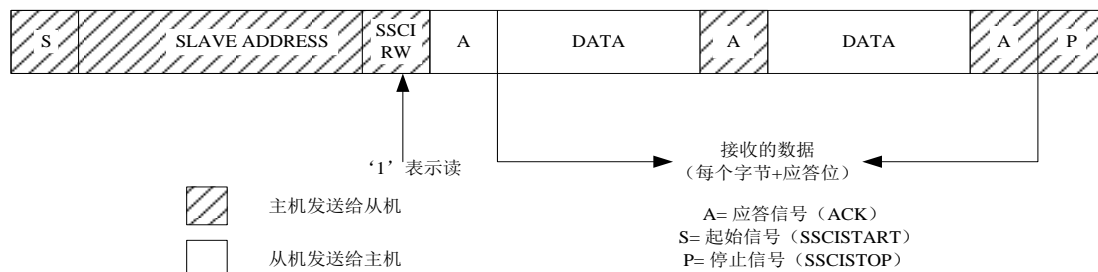 S SLAVE ADDRESS SSCI RW A DATA A DATA A P
‘1’ 表示读
接收的数据
（每个字节+应答位）
主机发送给从机
A= 应答信号（ACK）
S= 起始信号（SSCISTART）
从机发送给主机
P= 停止信号（SSCISTOP）